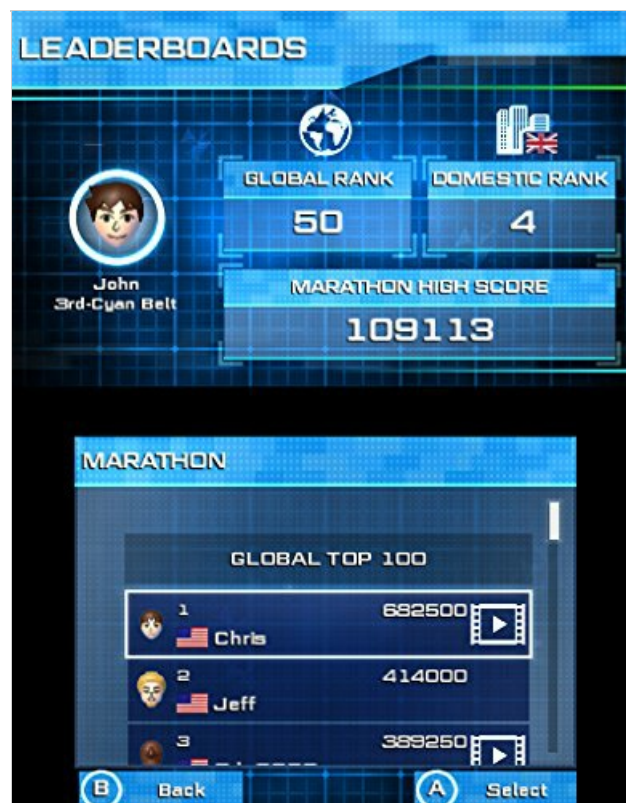 LEADERBOARDS
GLOBAL RANK
DOMESTIC RANK
50
4
John
3rd-Cyan Belt
MARATHON HIGH SCORE
109113
MARATHON
GLOBAL TOP 100
1
682500
Chris
2
414000
Jeff
3
389250
B Back
A Select